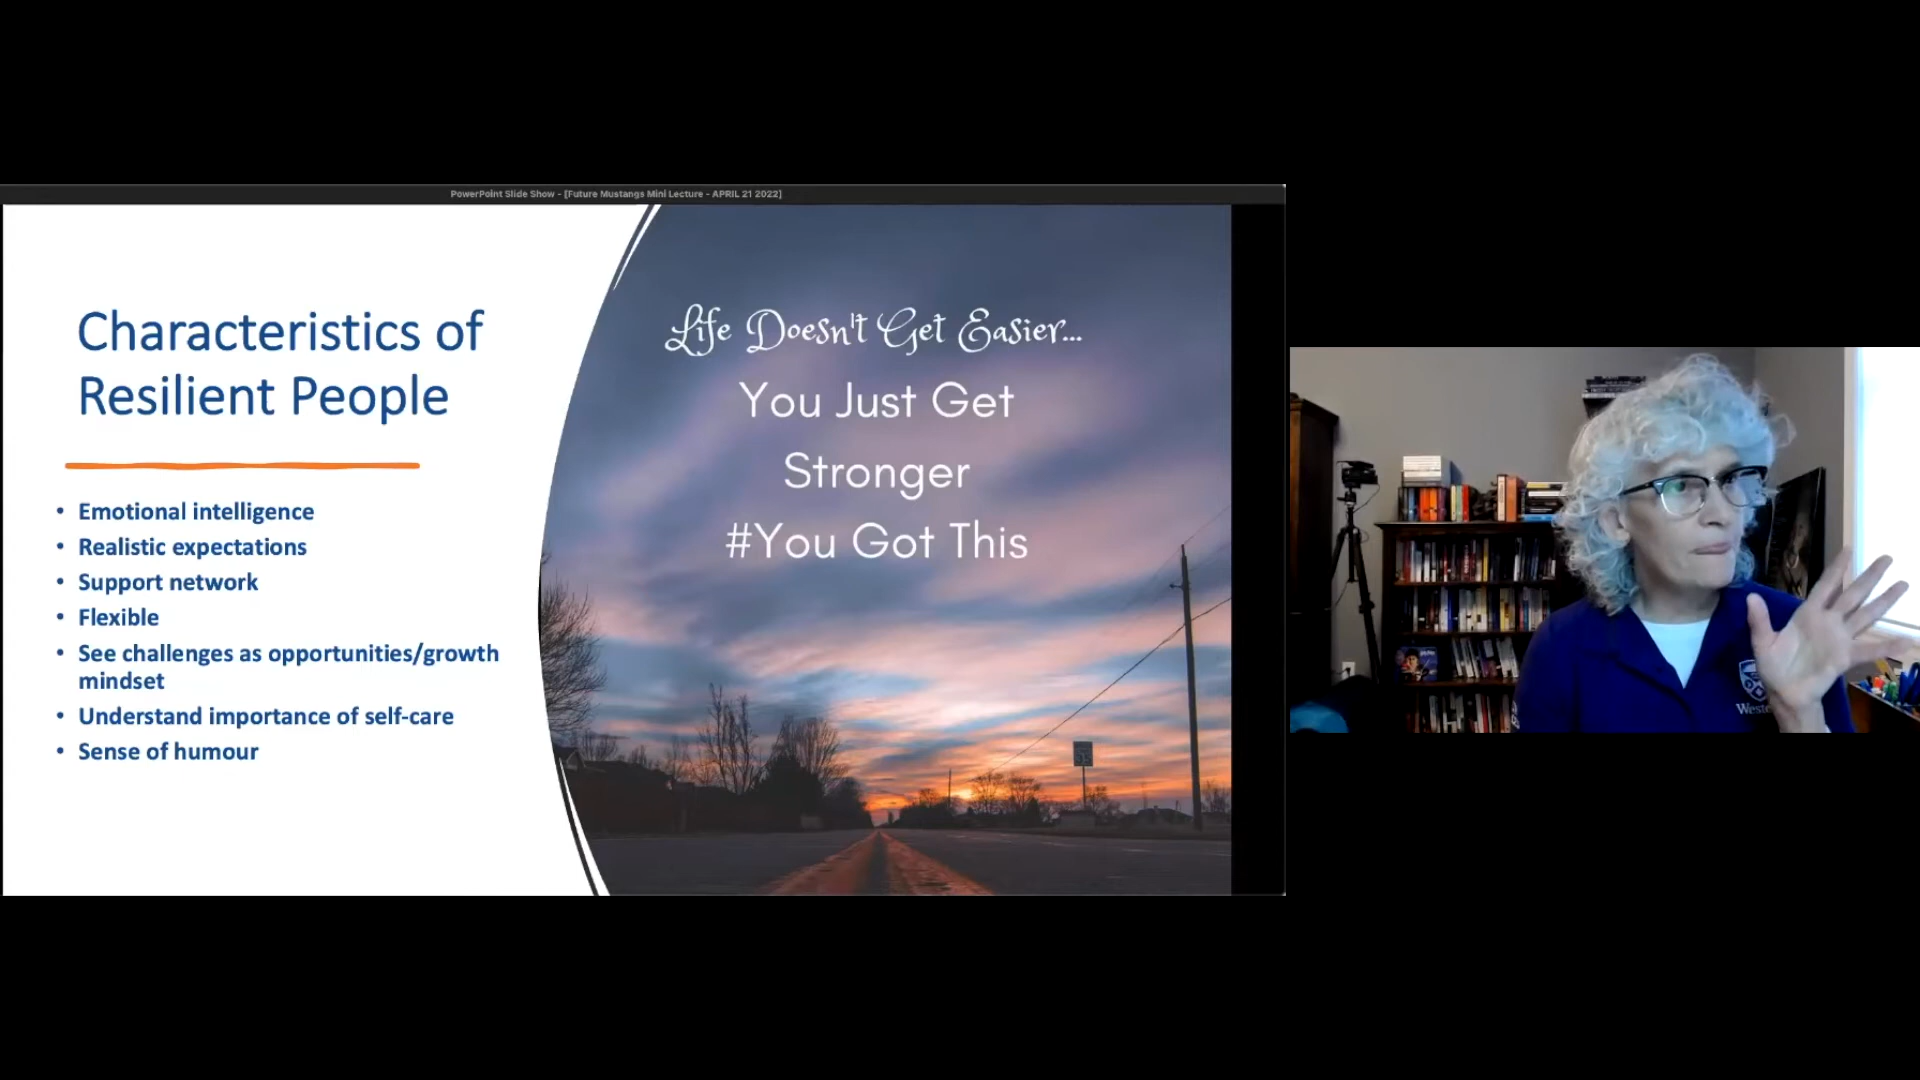 PowerPoint Slide Show - [Future Mustangs Mini Lecture - APRIL 21 2022]
Characteristics of
Resilient People
• Emotional intelligence
• Realistic expectations
• Support network
• Flexible
• See challenges as opportunities/growth
mindset
• Understand importance of self-care
• Sense of humour
Life Doesn't Get Easier...
You Just Get
Stronger
#You Got This